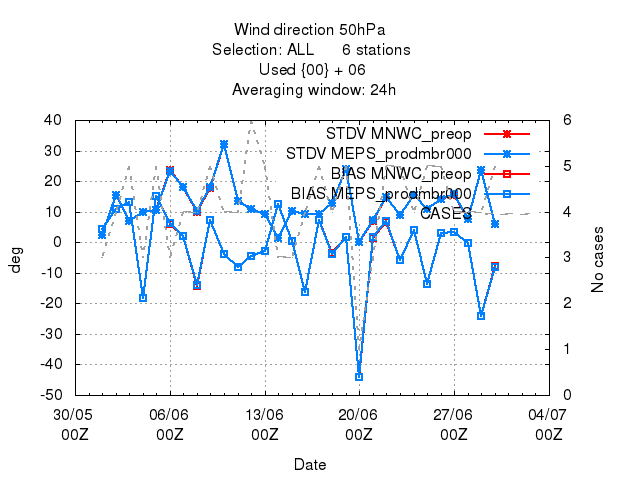 Wind direction 50hPa
Selection: ALL 6 stations
Used {00} + 06
Averaging window: 24h
STDV MNWC_preop
STDV MEPS_prodmbr000
BIAS MNWC_preop
BIAS MEPS_prodmbr000
CASES
deg
40
30
20
10
0
-10
-20
-30
-40
-50
No cases
6
5
4
3
2
1
0
30/05 06/06 13/06 20/06 27/06 04/07
00Z 00Z 00Z 00Z 00Z 00Z
Date